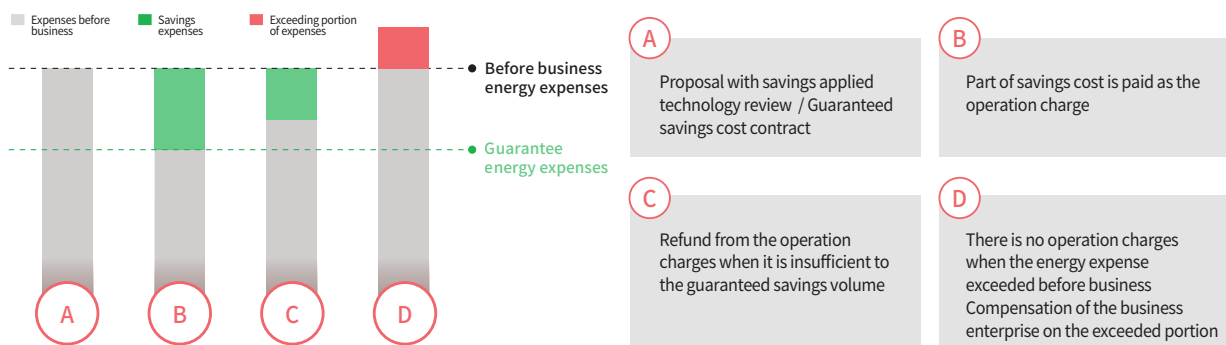 Expenses before
business
Savings
expenses
Exceeding portion
of expenses
Before business
energy expenses
Guarantee
energy expenses
A
B
C
D
A
Proposal with savings applied
technology review / Guaranteed
savings cost contract
B
Part of savings cost is paid as the
operation charge
C
Refund from the operation
charges when it is insufficient to
the guaranteed savings volume
D
There is no operation charges
when the energy expense
exceeded before business
Compensation of the business
enterprise on the exceeded portion